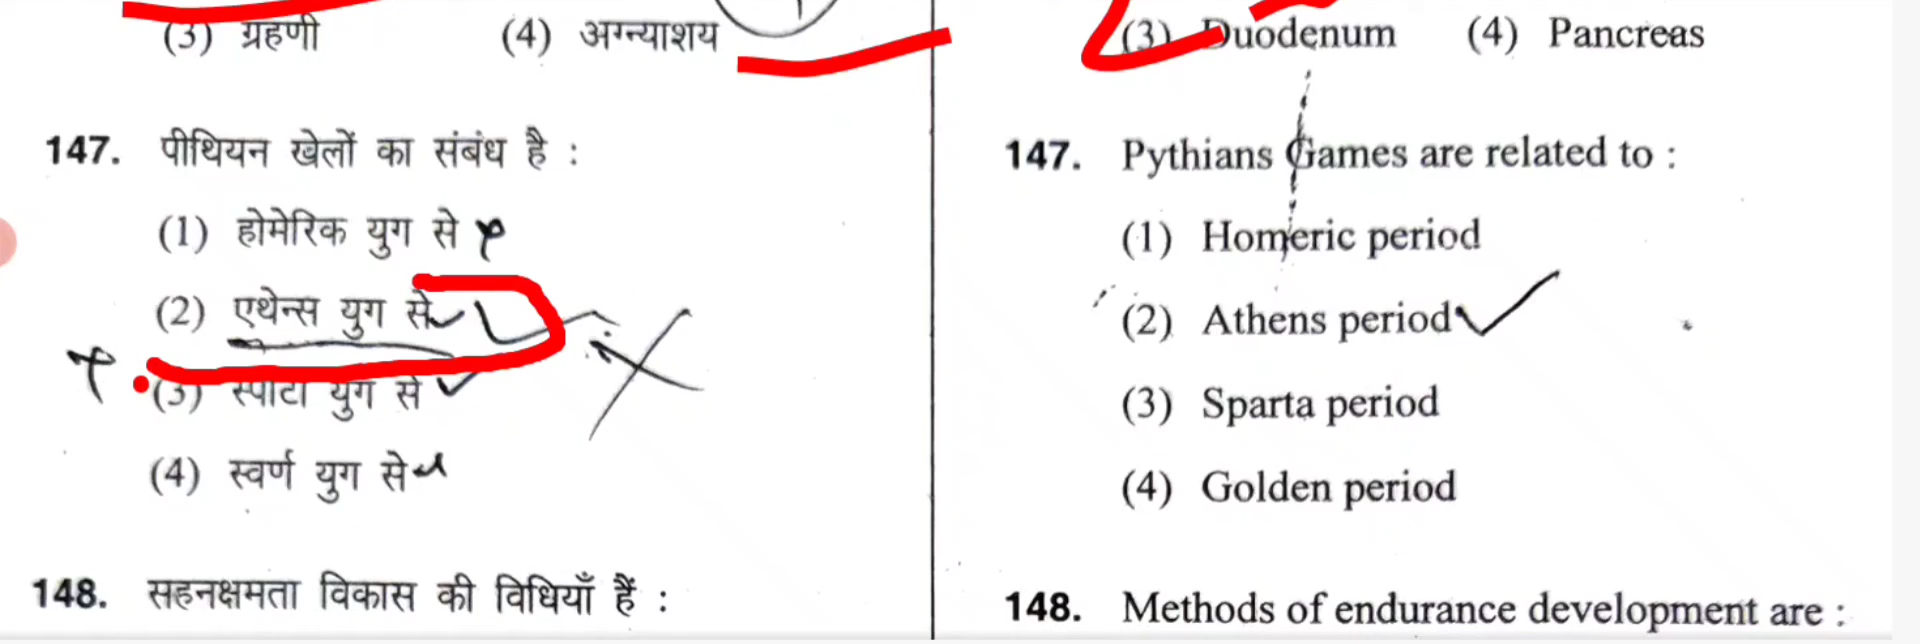 (3) ग्रहणी (4) अग्न्याशय
147. पीथियन खेलों का संबंध है :
(1) होमेरिक युग से
(2) एथेन्स युग से
(3) स्पार्टा युग से
(4) स्वर्ण युग से
148. सहनक्षमता विकास की विधियाँ हैं :
(3) Duodenum (4) Pancreas
147. Pythians Games are related to :
(1) Homeric period
(2) Athens period
(3) Sparta period
(4) Golden period
148. Methods of endurance development are :